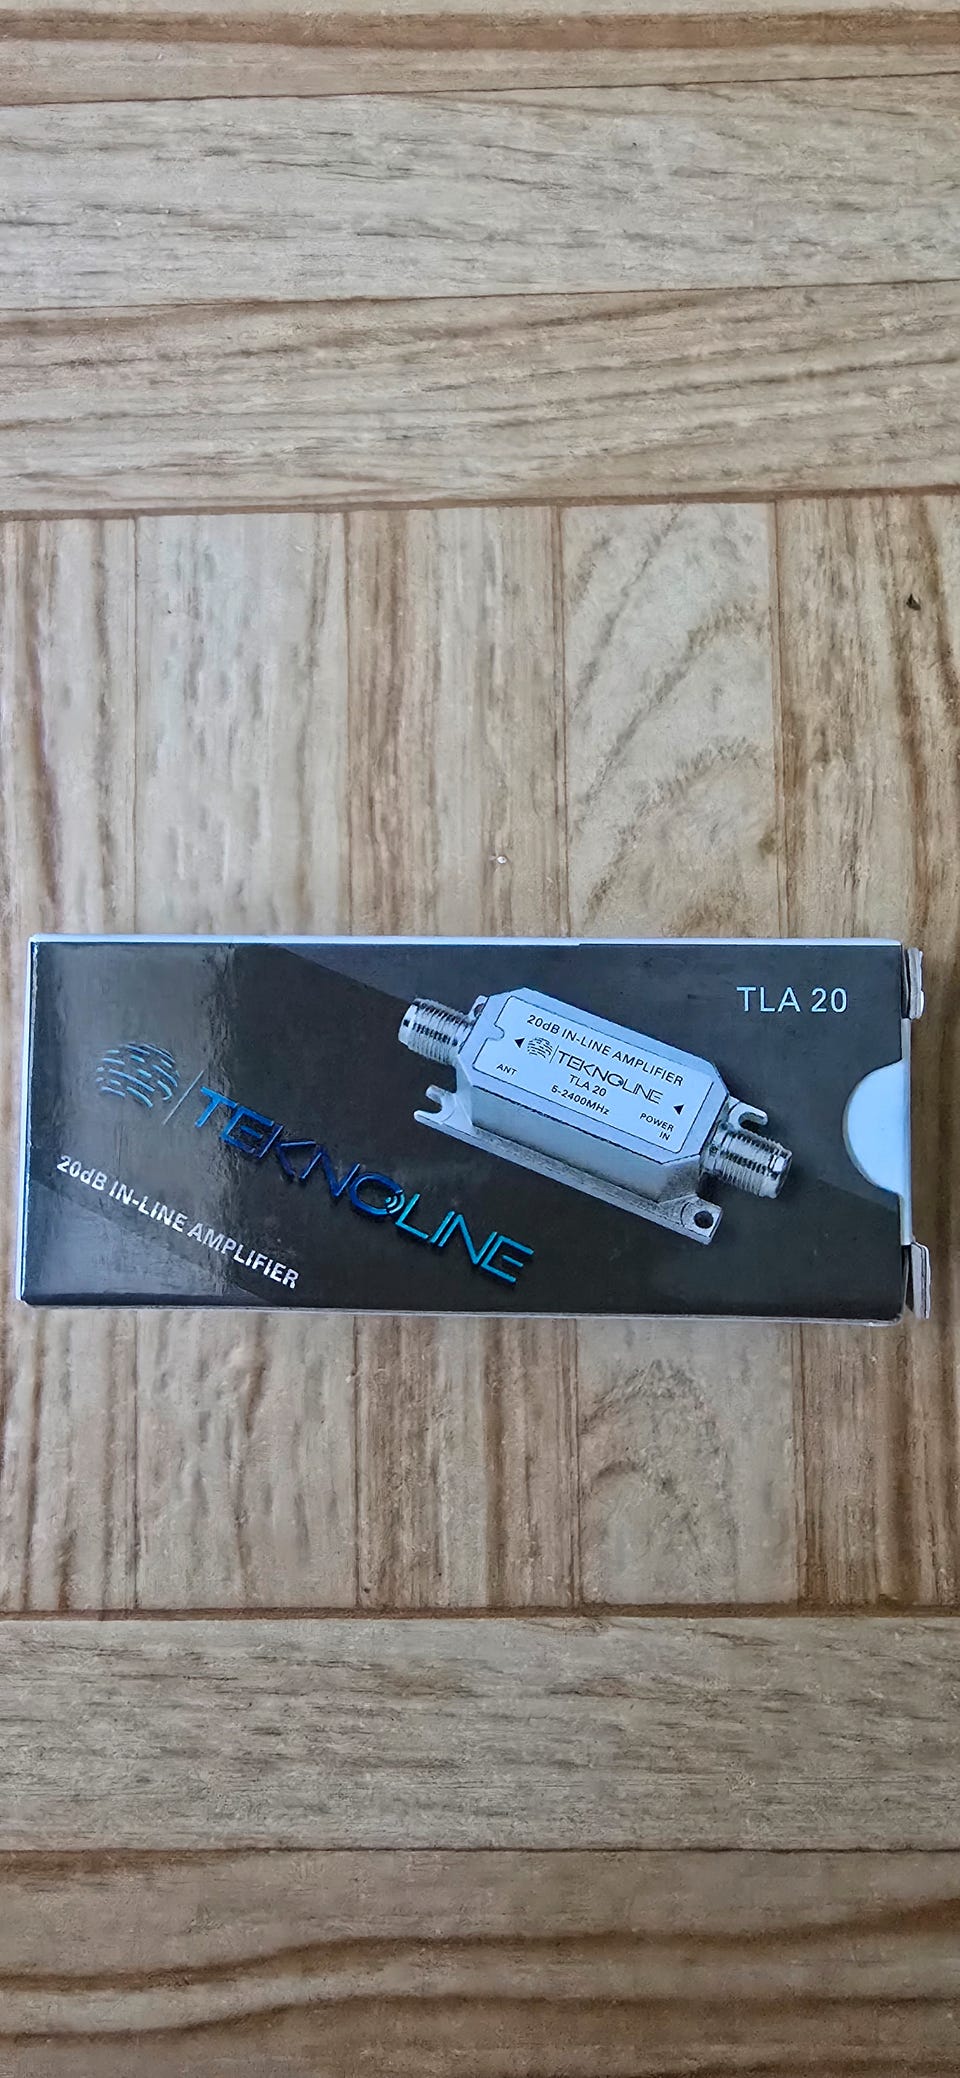 TLA 20
TEKNOLINE
20dB IN-LINE AMPLIFIER
20dB IN-LINE AMPLIFIER
TEKNOLINE
TLA 20
5-2400MHz
ANT
POWER
IN